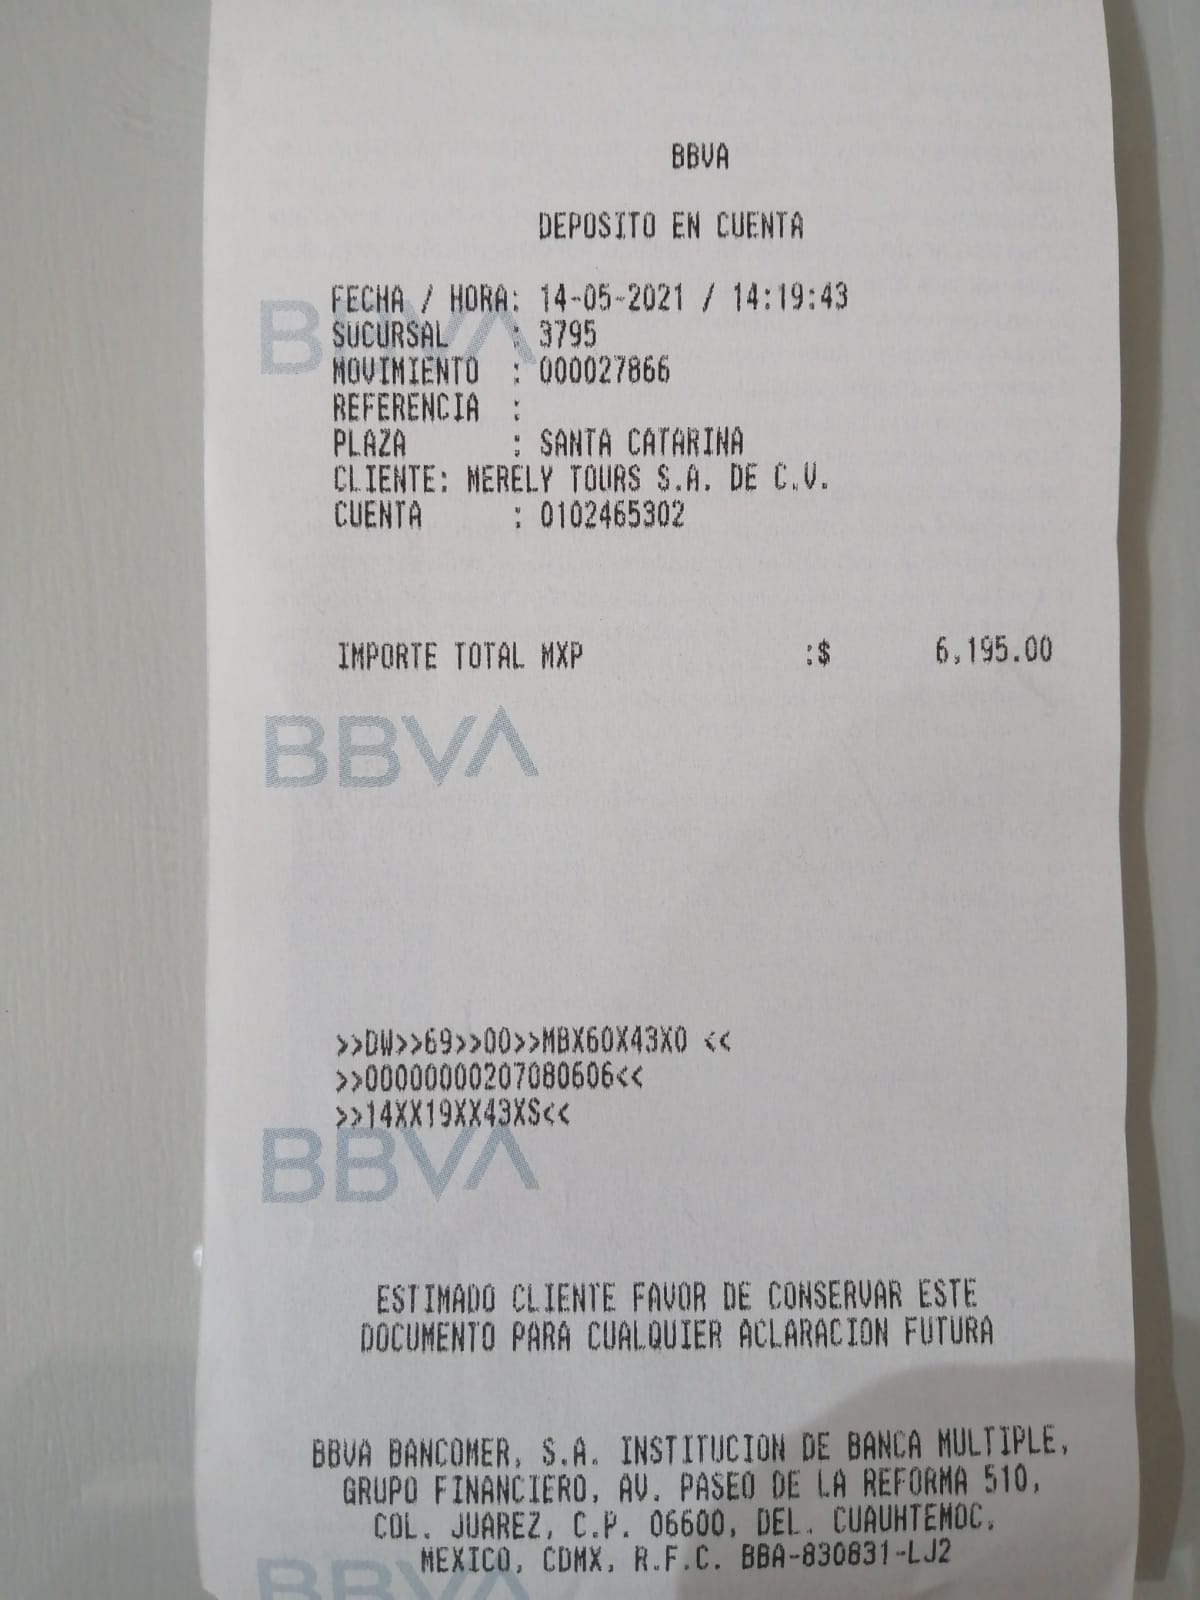 BBVA
DEPOSITO EN CUENTA
FECHA / HORA: 14-05-2021 / 14:19:43
SUCURSAL : 3795
MOVIMIENTO : 000027866
REFERENCIA :
PLAZA : SANTA CATARINA
CLIENTE: MERELY TOURS S.A. DE C.V.
CUENTA : 0102465302
BBVA
IMPORTE TOTAL MXP :$ 6,195.00
BBVA
>>DW>>69>>00>>MBX60X43X0 <<
>>00000000207080606<<
>>14XX19XX43XS<<
BBVA
ESTIMADO CLIENTE FAVOR DE CONSERVAR ESTE
DOCUMENTO PARA CUALQUIER ACLARACION FUTURA
BBVA BANCOMER, S.A. INSTITUCION DE BANCA MULTIPLE,
GRUPO FINANCIERO, AV. PASEO DE LA REFORMA 510,
COL. JUAREZ, C.P. 06600, DEL. CUAUHTEMOC,
MEXICO, CDMX, R.F.C. BBA-830831-LJ2
BBVA